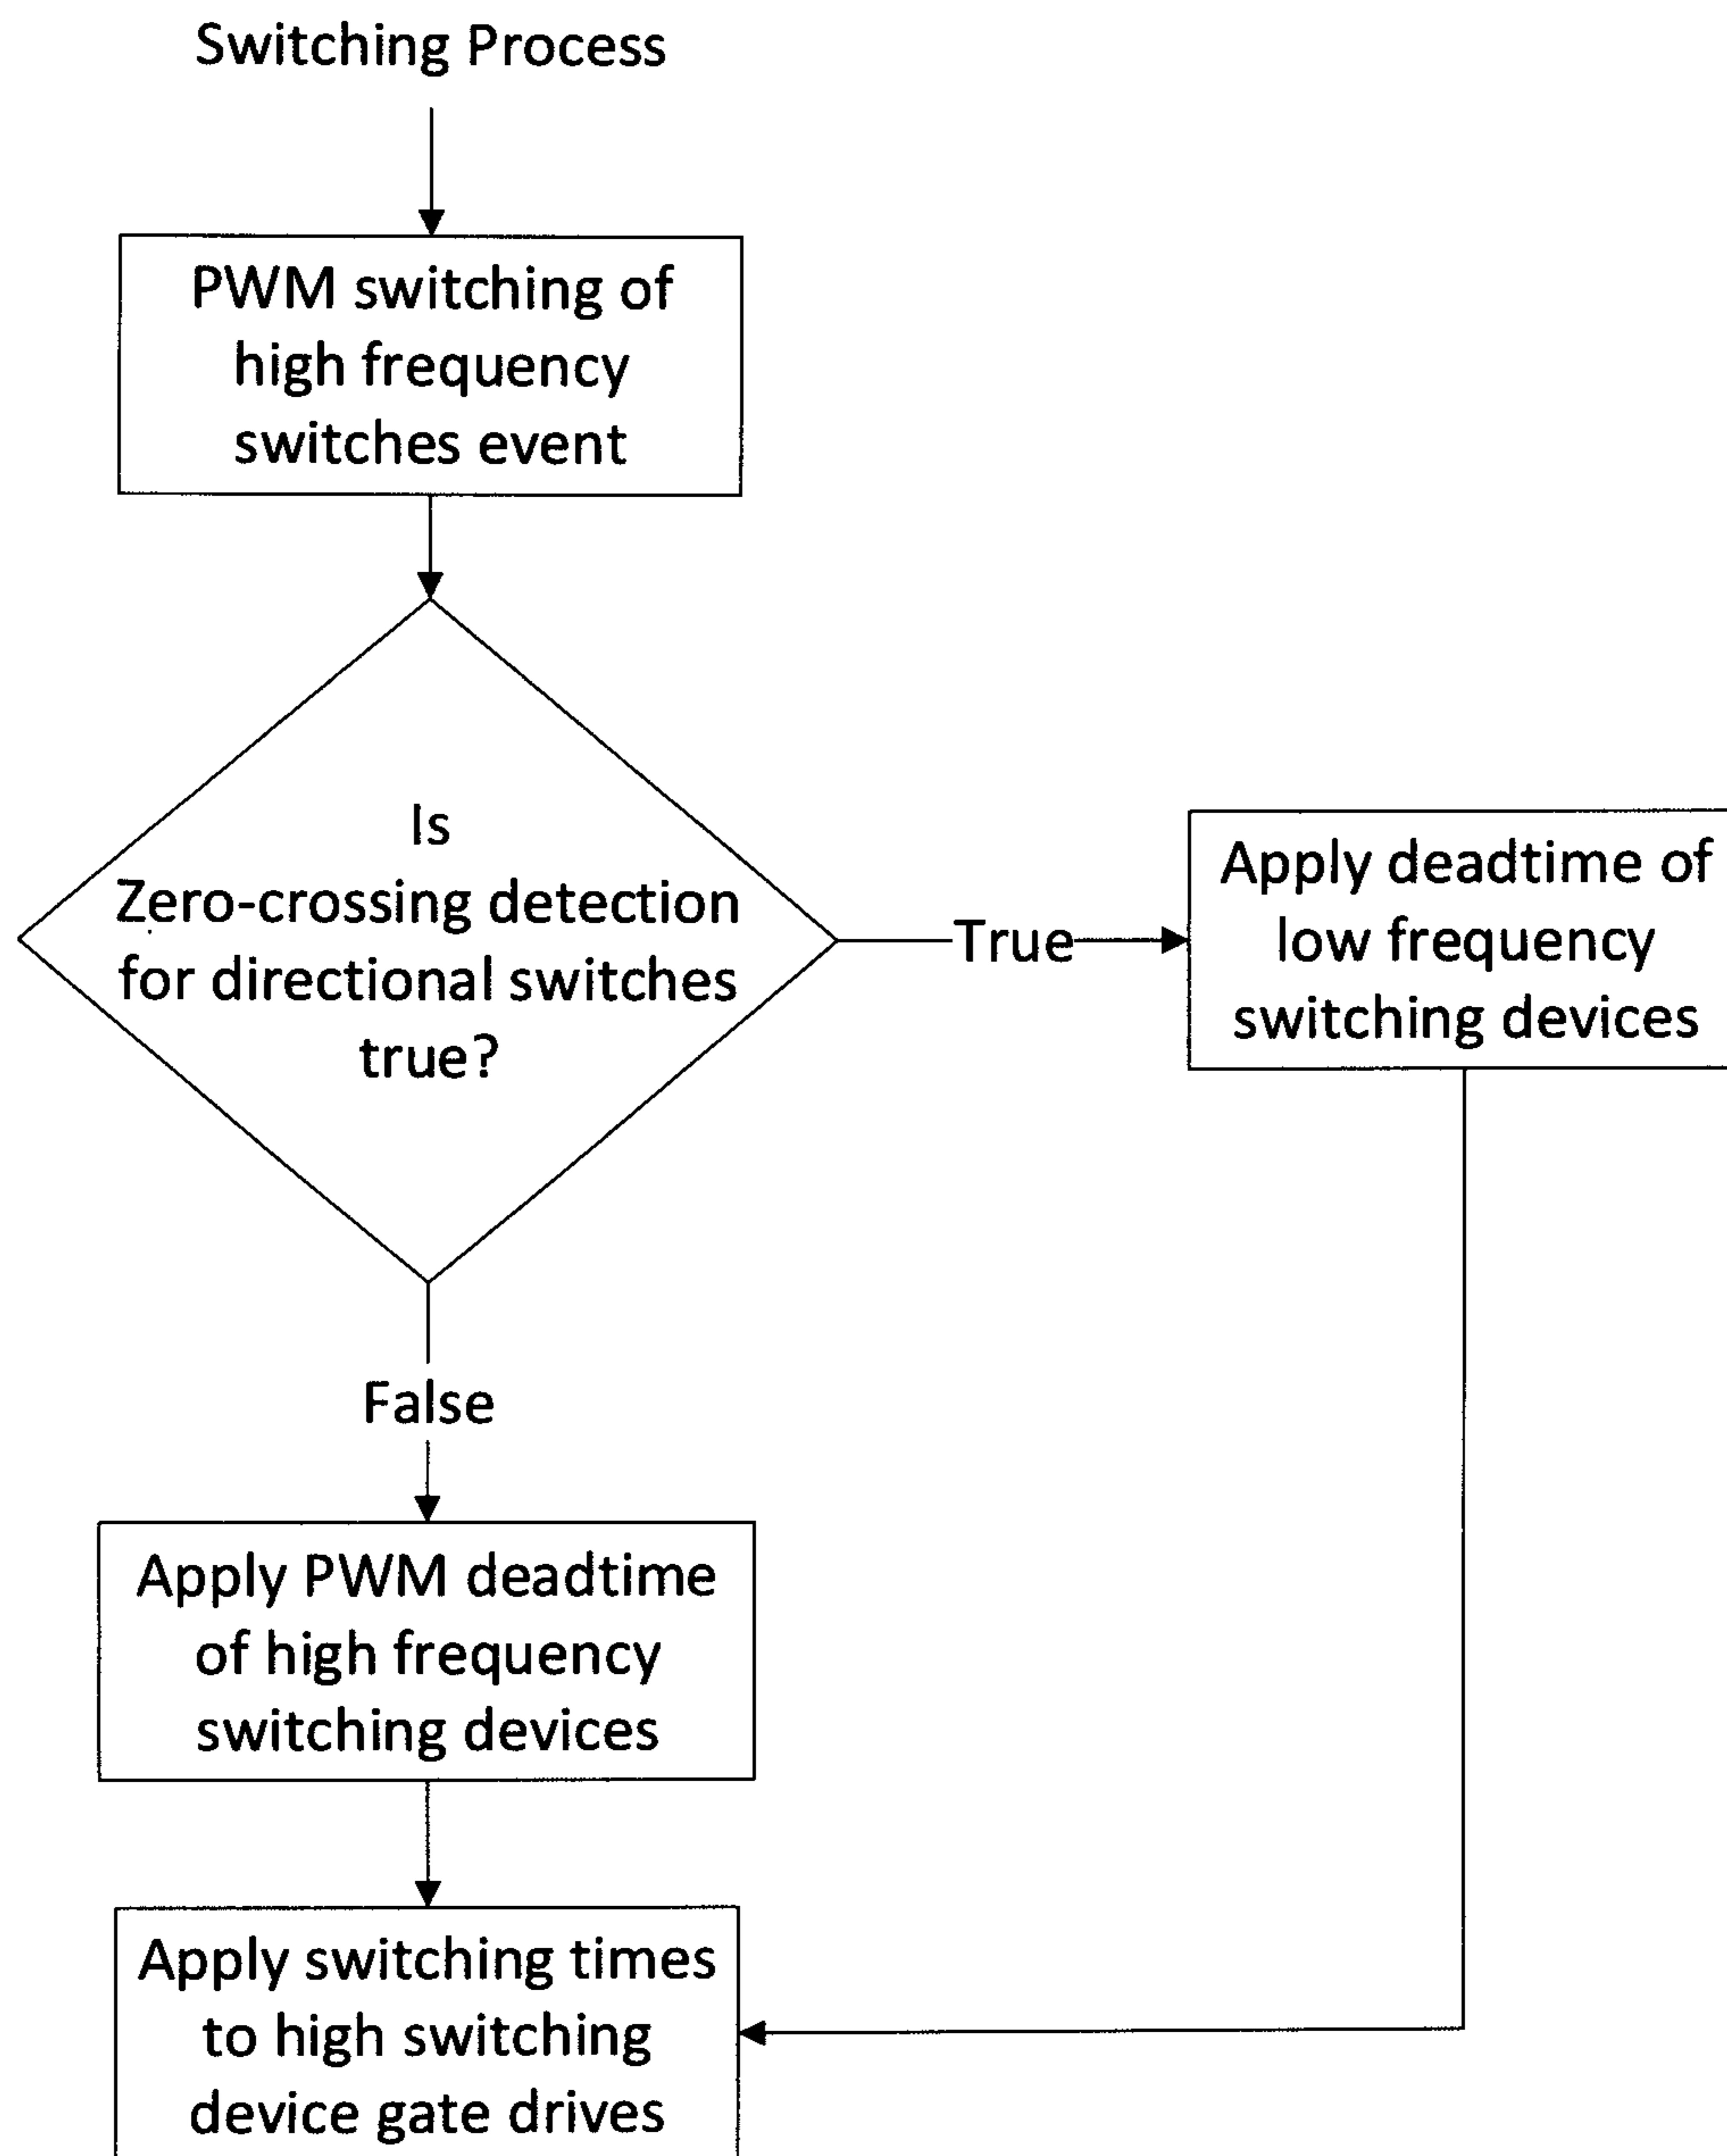 Switching Process
PWM switching of
high frequency
switches event
Is
Zero-crossing detection
for directional switches
true?
True
Apply deadtime of
low frequency
switching devices
False
Apply PWM deadtime
of high frequency
switching devices
Apply switching times
to high switching
device gate drives